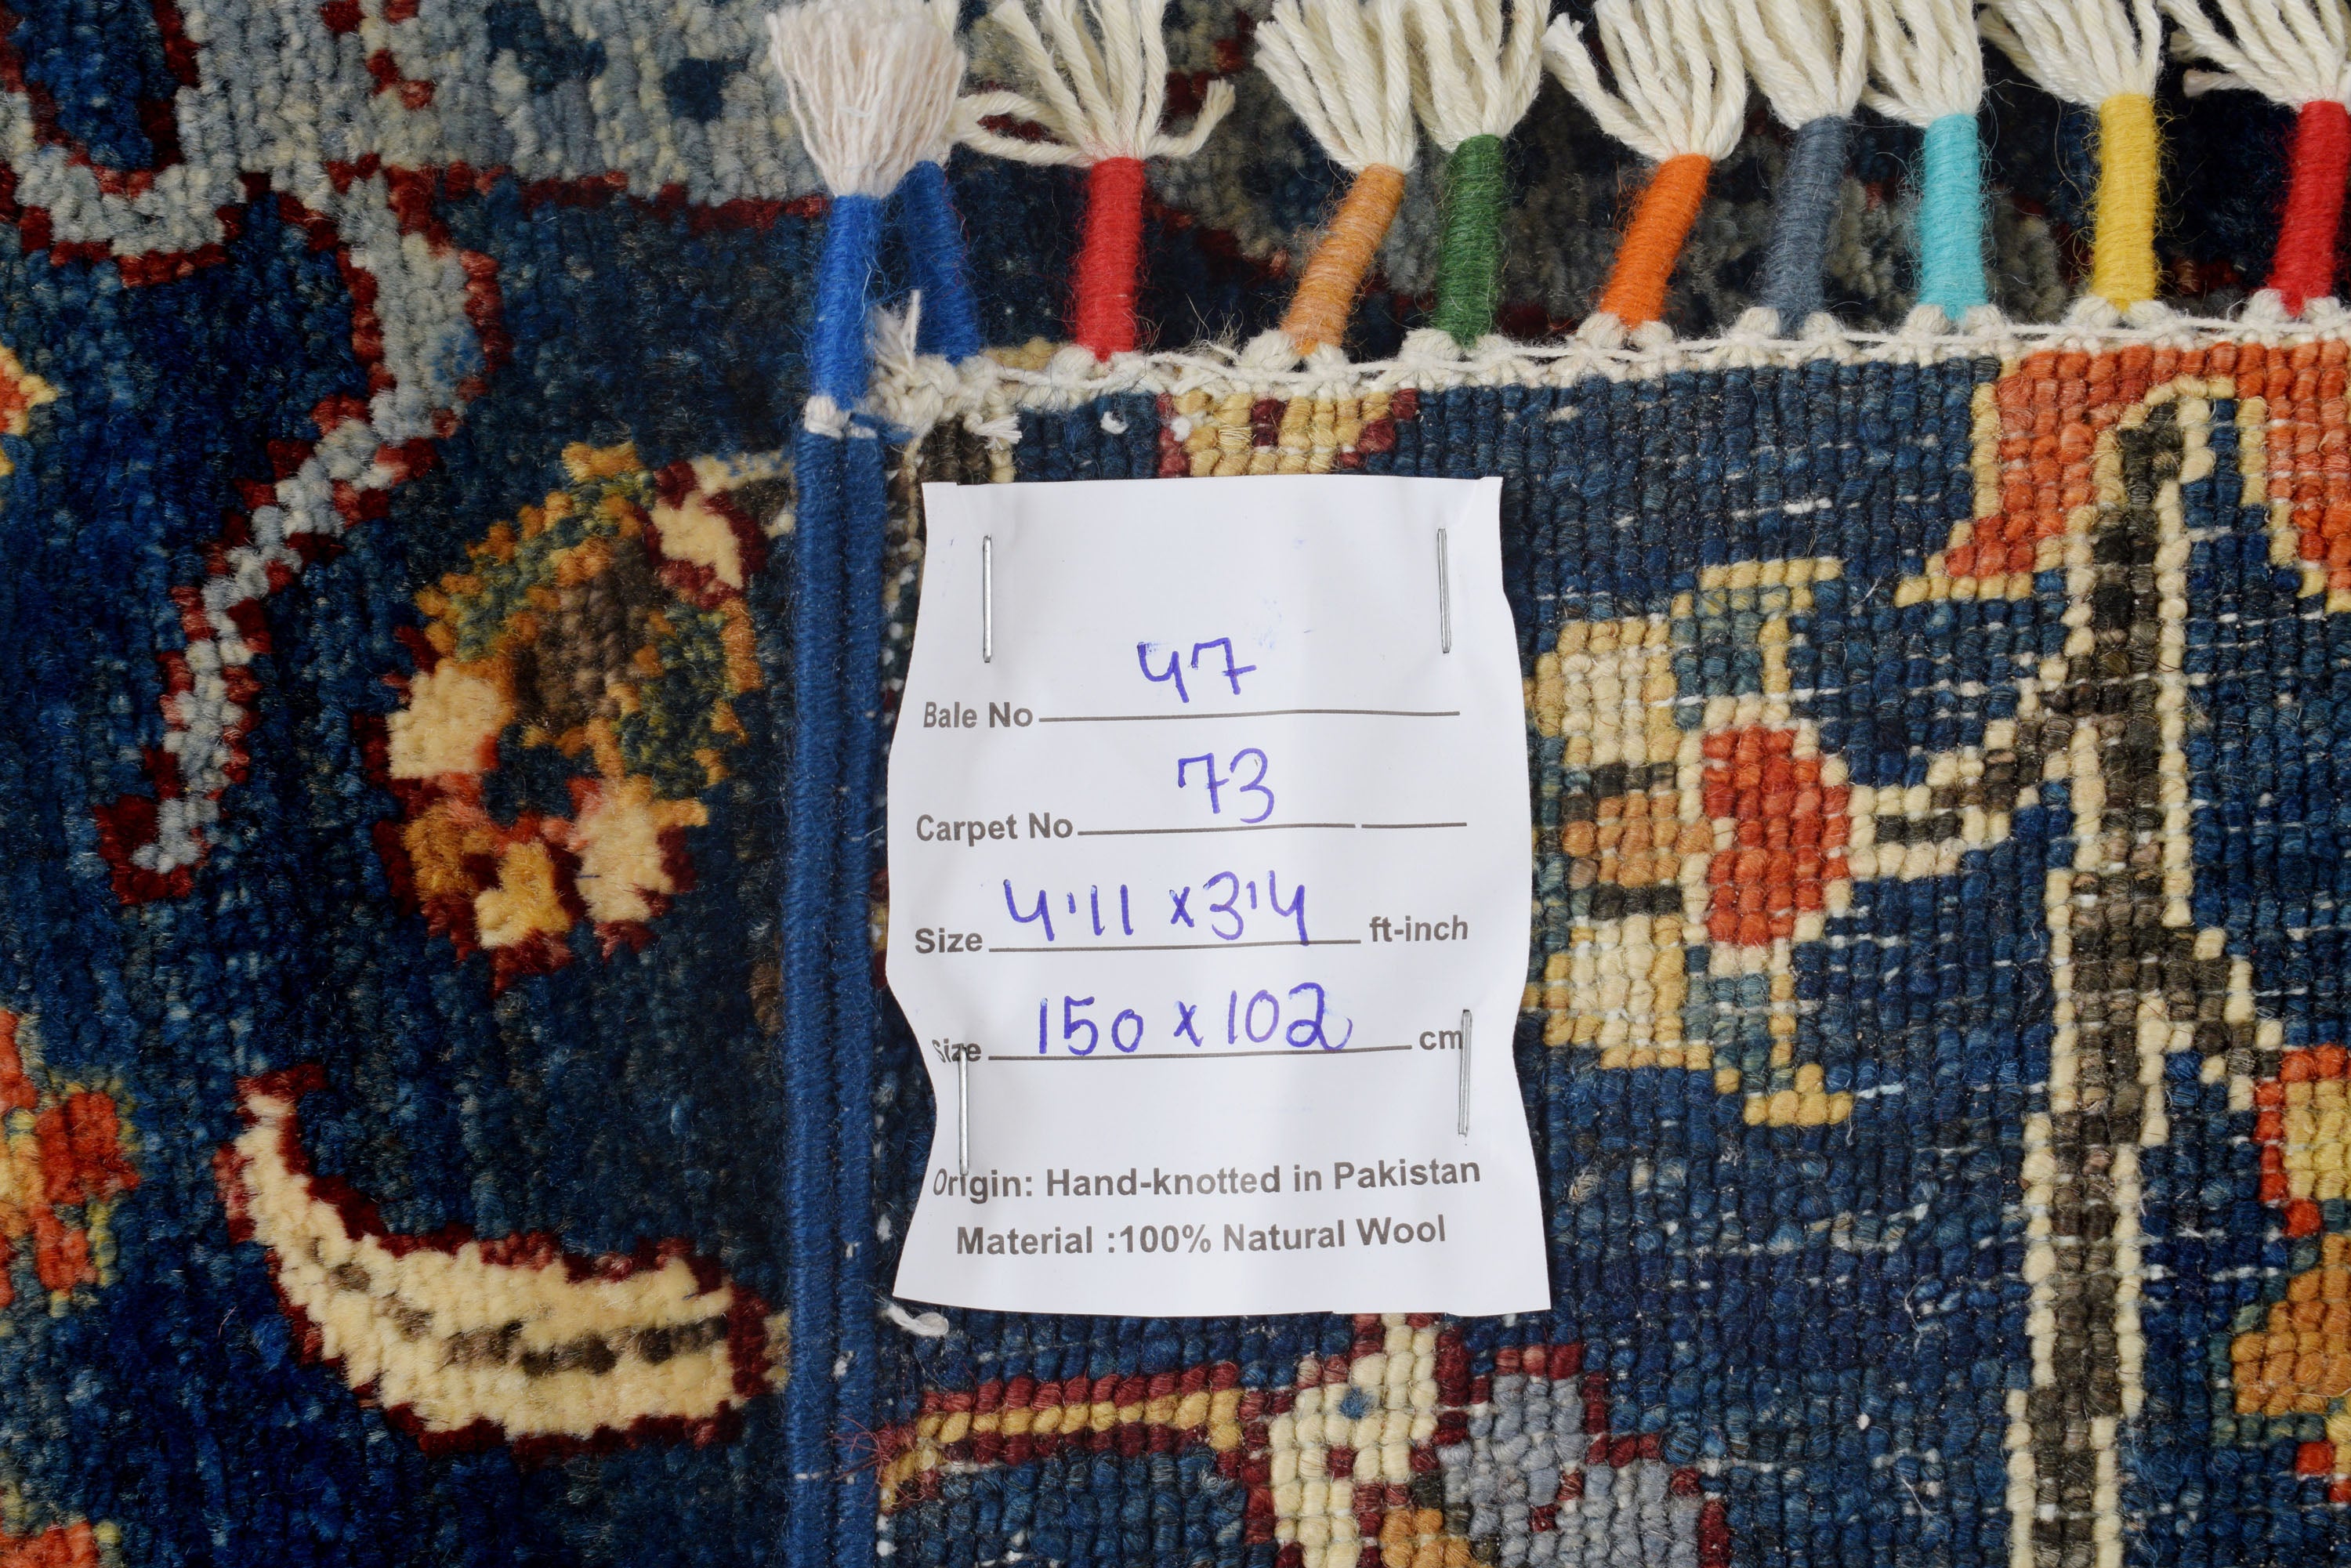 Bale No 47
Carpet No 73
Size 4'11 x 3'4 ft-inch
Size 150 x 102 cm
Origin: Hand-knotted in Pakistan
Material :100% Natural Wool